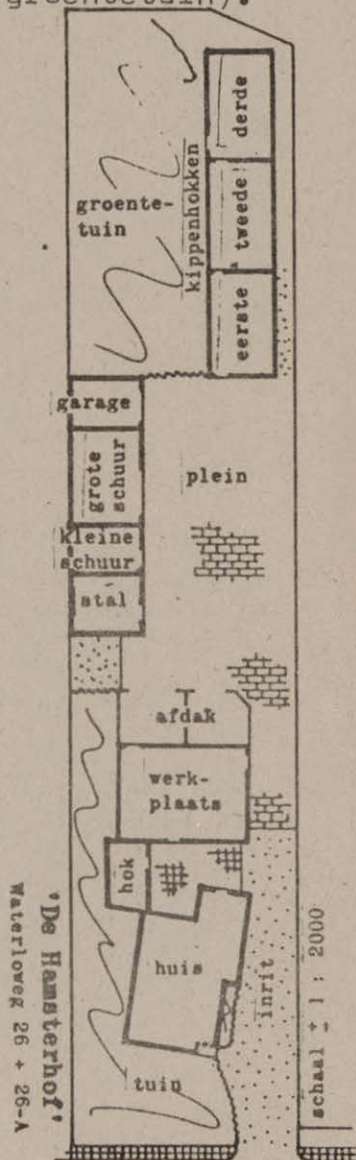 groentetuin).
derde
kippenhokken
tweede
groente-
tuin
eerste
garage
grote
schuur
plein
kleine
schuur
stal
afdak
werk-
plaats
hok
huis
inrit
tuin
schaal ± 1 : 2000
'De Hamsterhof'
Waterloweg 26 + 26-A